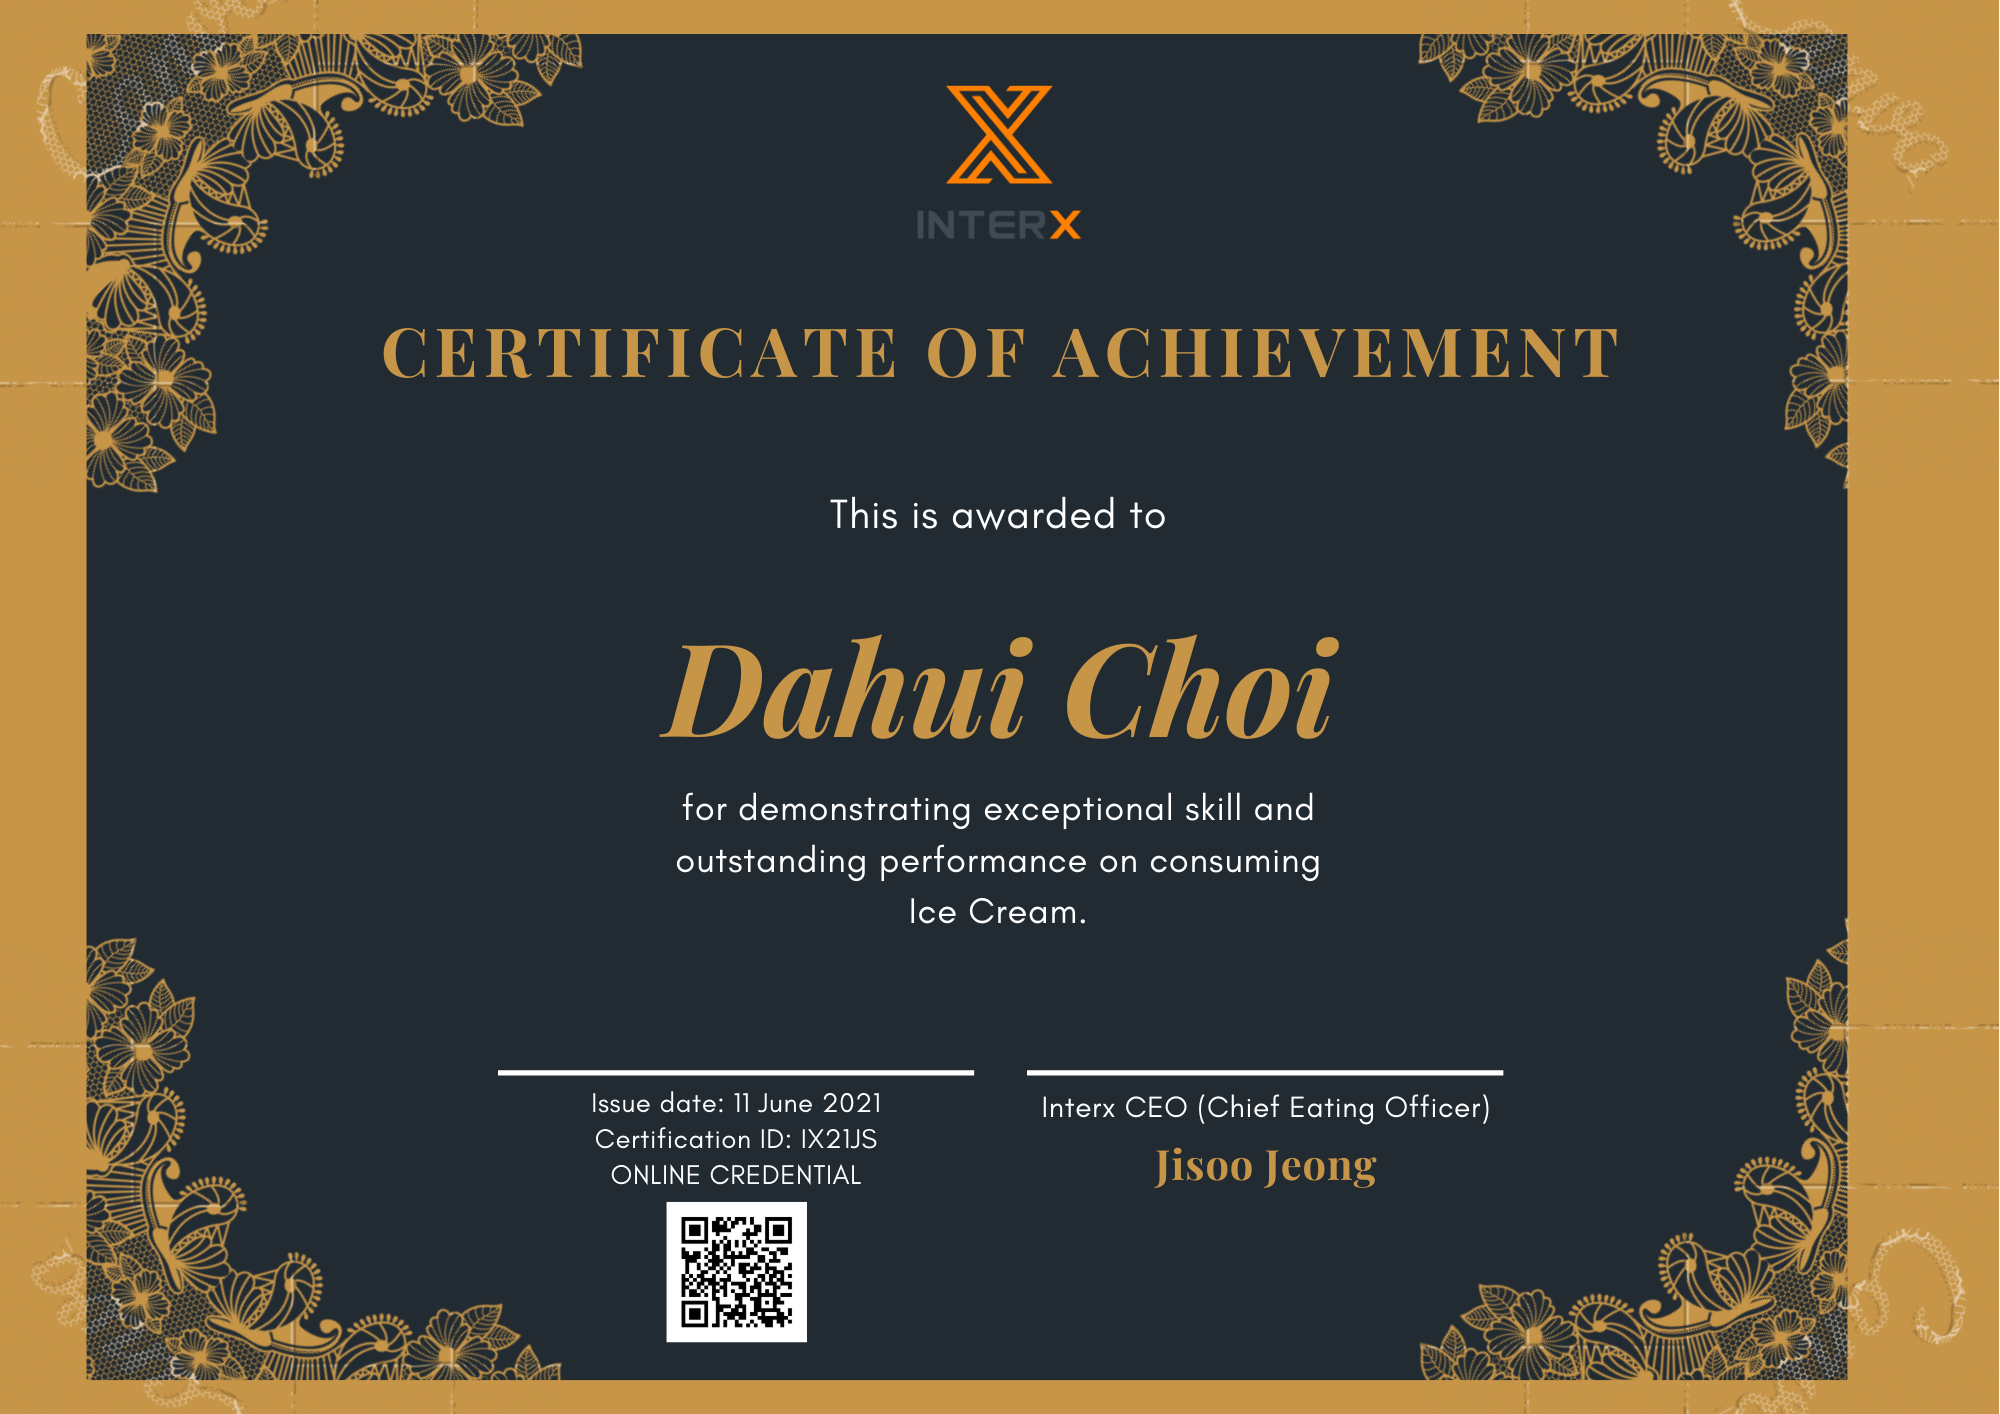 INTERX
CERTIFICATE OF ACHIEVEMENT
This is awarded to
Dahui Choi
for demonstrating exceptional skill and
outstanding performance on consuming
Ice Cream.
Issue date: 11 June 2021
Certification ID: IX21JS
ONLINE CREDENTIAL
Interx CEO (Chief Eating Officer)
Jisoo Jeong